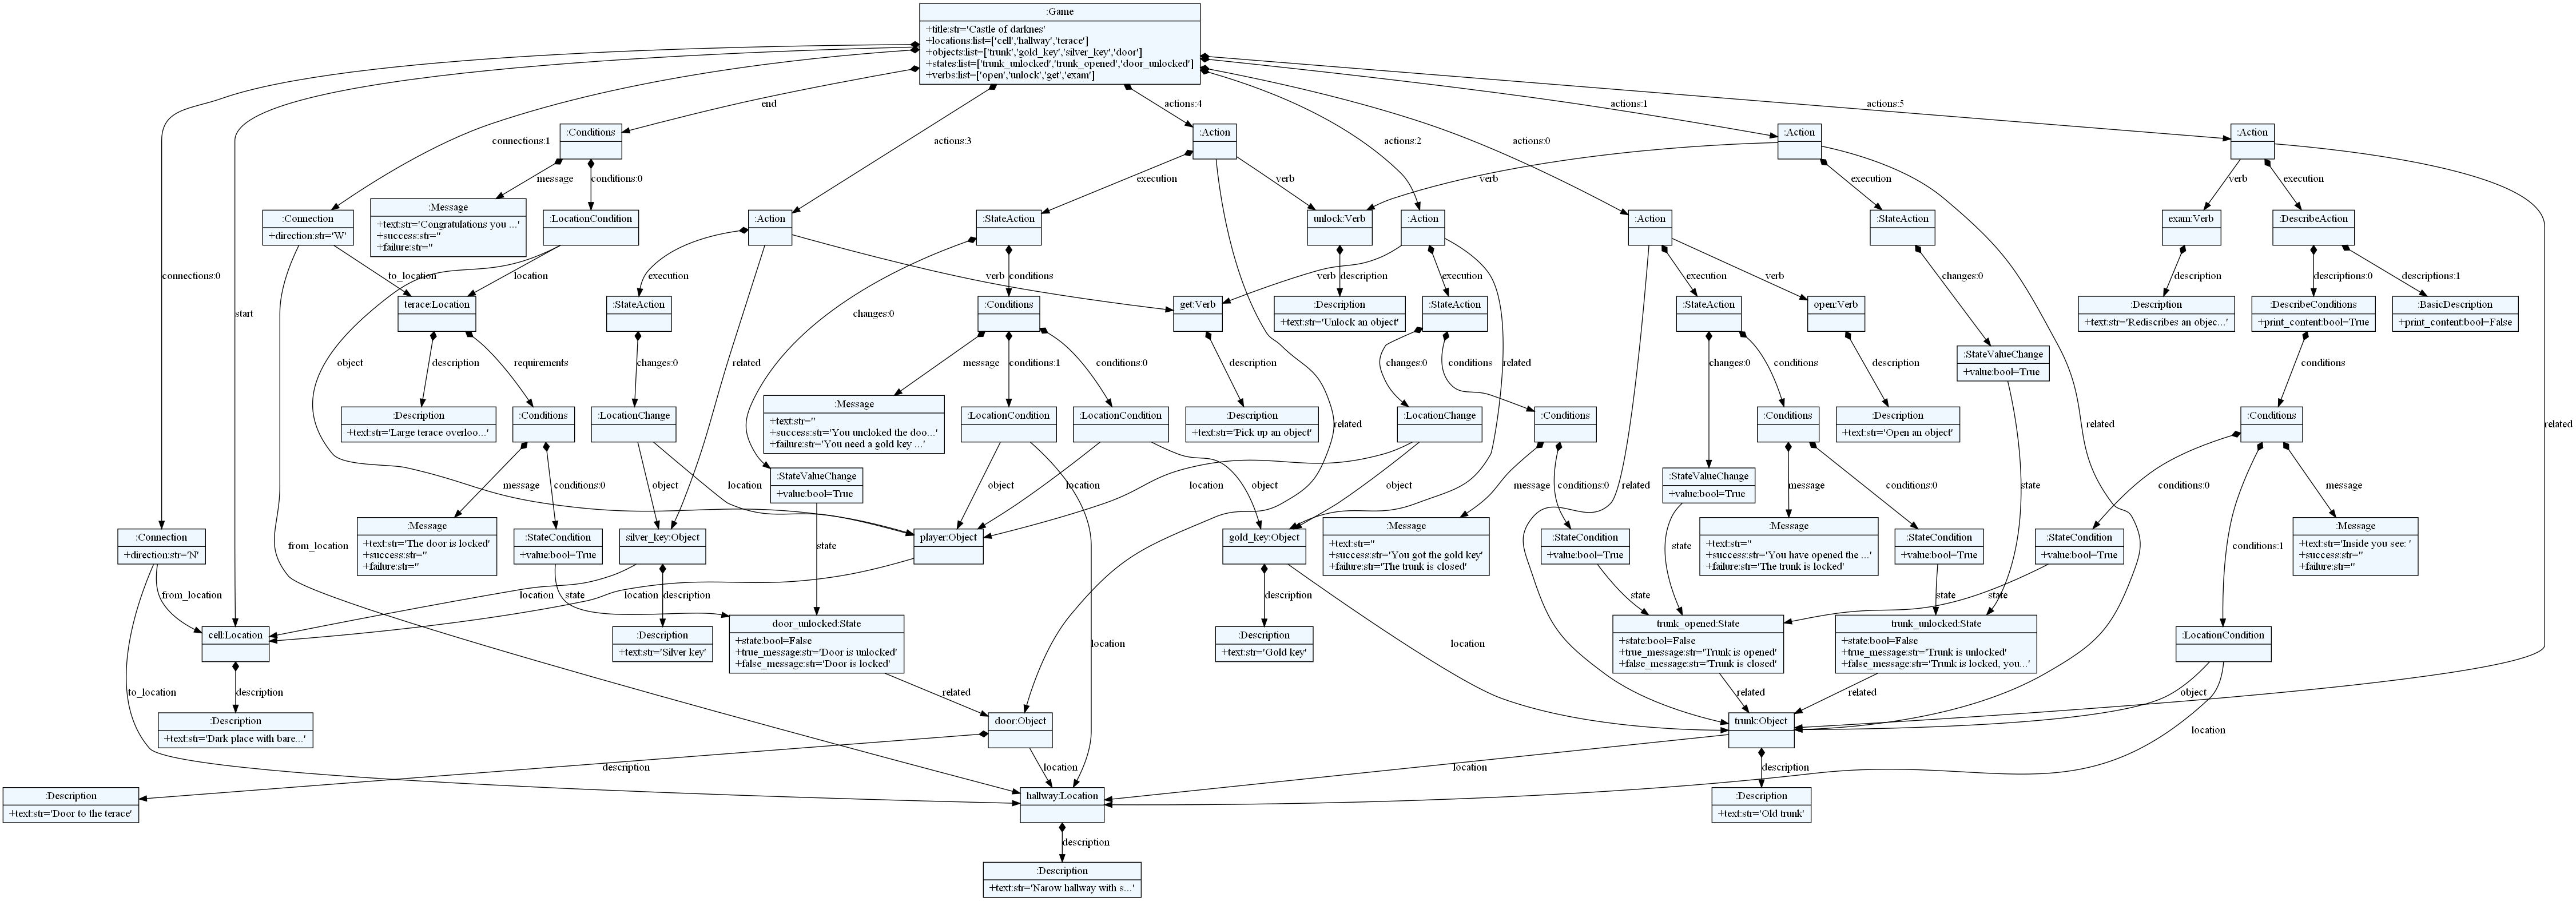 :Game
+title:str='Castle of darknes'
+locations:list=['cell','hallway','terace']
+objects:list=['trunk','gold_key','silver_key','door']
+states:list=['trunk_unlocked','trunk_opened','door_unlocked']
+verbs:list=['open','unlock','get','exam']
end
actions:4
actions:1
actions:5
connections:1
actions:3
actions:2
actions:0
:Conditions
:Action
:Action
:Action
message
conditions:0
execution
verb
verb
execution
verb
execution
:Connection
+direction:str='W'
:Message
+text:str='Congratulations you ...'
+success:str=''
+failure:str=''
:LocationCondition
:Action
:StateAction
unlock:Verb
:Action
:Action
:StateAction
exam:Verb
:DescribeAction
connections:0
to_location
location
execution
verb
conditions
description
verb
execution
execution
verb
changes:0
description
descriptions:0
descriptions:1
start
terace:Location
:StateAction
changes:0
:Conditions
get:Verb
:Description
+text:str='Unlock an object'
:StateAction
:StateAction
open:Verb
:Description
+text:str='Rediscribes an objec...'
:DescribeConditions
+print_content:bool=True
:BasicDescription
+print_content:bool=False
object
description
requirements
changes:0
related
message
conditions:1
conditions:0
description
changes:0
conditions
related
changes:0
conditions
description
:StateValueChange
+value:bool=True
conditions
:Description
+text:str='Large terace overloo...'
:Conditions
:LocationChange
:Message
+text:str=''
+success:str='You uncloked the doo...'
+failure:str='You need a gold key ...'
:LocationCondition
:LocationCondition
:Description
+text:str='Pick up an object'
:LocationChange
:Conditions
:Conditions
:Description
+text:str='Open an object'
:Conditions
related
related
related
message
conditions:0
object
location
:StateValueChange
+value:bool=True
object
location
object
location
object
message
conditions:0
related
:StateValueChange
+value:bool=True
message
conditions:0
state
conditions:0
message
:Connection
+direction:str='N'
from_location
:Message
+text:str='The door is locked'
+success:str=''
+failure:str=''
:StateCondition
+value:bool=True
silver_key:Object
state
player:Object
gold_key:Object
:Message
+text:str=''
+success:str='You got the gold key'
+failure:str='The trunk is closed'
:StateCondition
+value:bool=True
state
:Message
+text:str=''
+success:str='You have opened the ...'
+failure:str='The trunk is locked'
:StateCondition
+value:bool=True
:StateCondition
+value:bool=True
conditions:1
:Message
+text:str='Inside you see: '
+success:str=''
+failure:str=''
from_location
location
state
location
description
description
state
state
state
cell:Location
:Description
+text:str='Silver key'
door_unlocked:State
+state:bool=False
+true_message:str='Door is unlocked'
+false_message:str='Door is locked'
location
:Description
+text:str='Gold key'
location
trunk_opened:State
+state:bool=False
+true_message:str='Trunk is opened'
+false_message:str='Trunk is closed'
trunk_unlocked:State
+state:bool=False
+true_message:str='Trunk is unlocked'
+false_message:str='Trunk is locked, you...'
:LocationCondition
to_location
description
related
related
related
object
:Description
+text:str='Dark place with bare...'
door:Object
trunk:Object
location
description
location
location
description
:Description
+text:str='Door to the terace'
hallway:Location
:Description
+text:str='Old trunk'
description
:Description
+text:str='Narow hallway with s...'